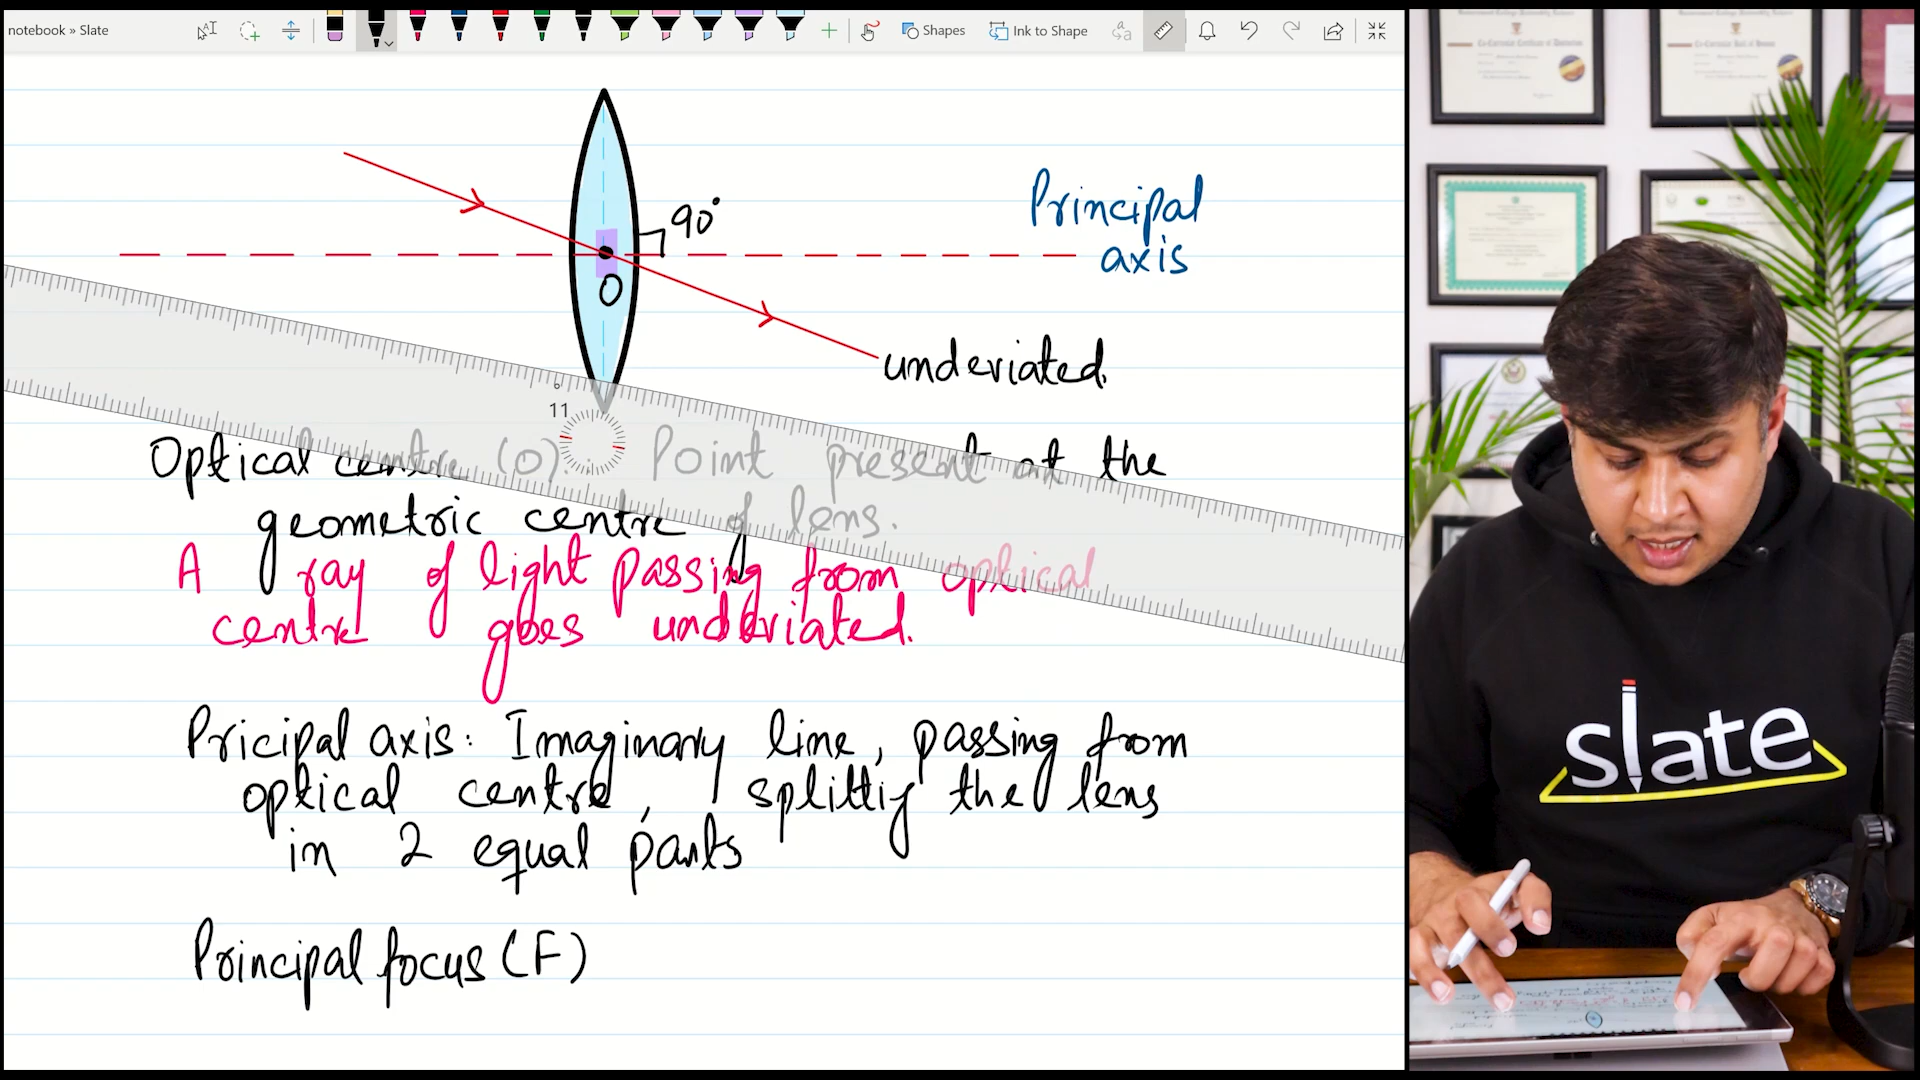 notebook » Slate
Shapes
Ink to Shape
90°
Principal
axis
O
undeviated.
11
Optical centre (O): Point present at the
geometric centre of lens.
A ray of light passing from optical
centre goes undeviated.
Pricipal axis: Imaginary line, passing from
optical centre, splittig the lens
in 2 equal parts
Principal focus (F)
slate